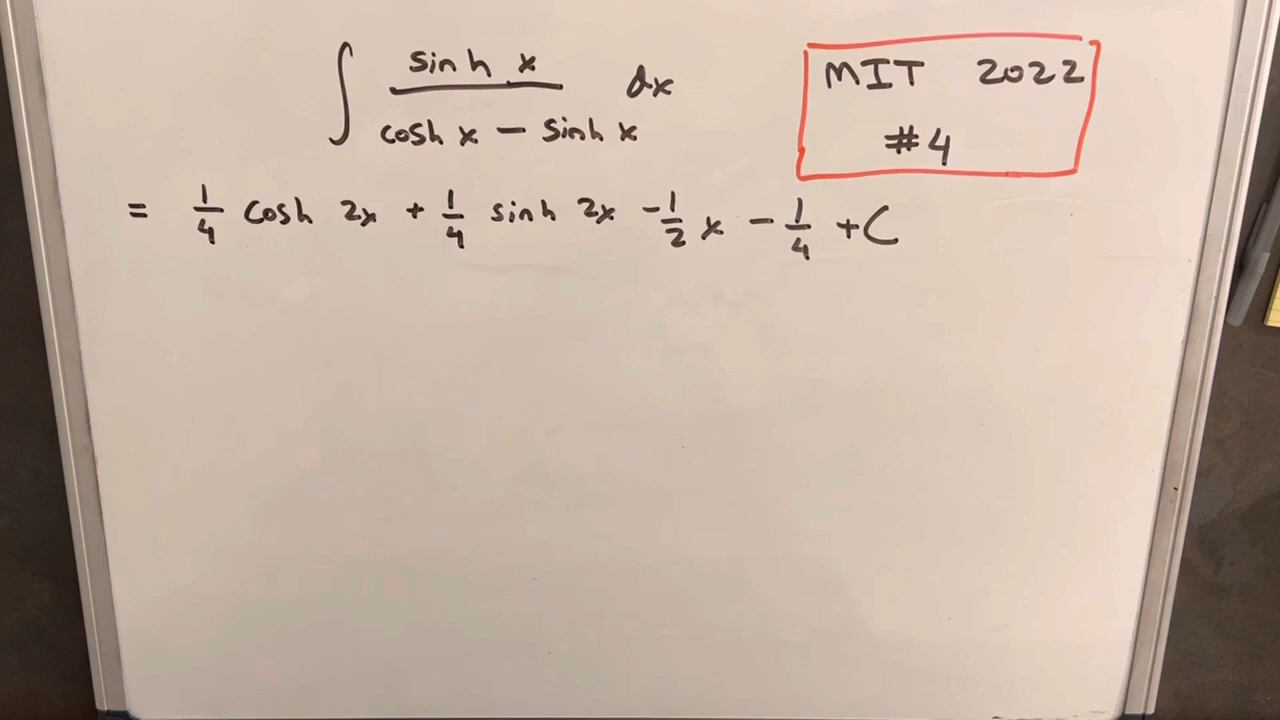 ∫ sinh x / (cosh x − sinh x) dx
MIT 2022
#4
= 1/4 cosh 2x + 1/4 sinh 2x − 1/2 x − 1/4 + C